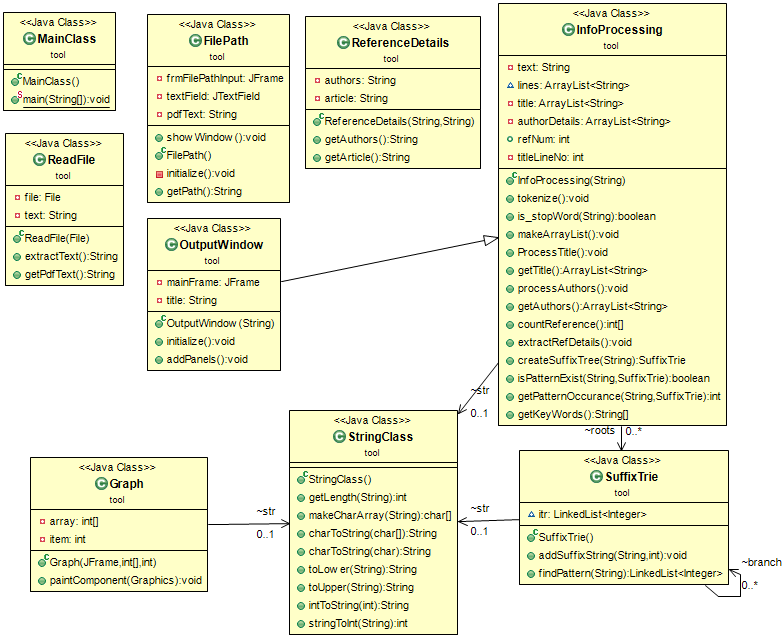 <<Java Class>>
MainClass
tool
MainClass()
main(String[]):void
<<Java Class>>
FilePath
tool
frmFilePathInput: JFrame
textField: JTextField
pdfText: String
show Window ():void
FilePath()
initialize():void
getPath():String
<<Java Class>>
ReferenceDetails
tool
authors: String
article: String
ReferenceDetails(String,String)
getAuthors():String
getArticle():String
<<Java Class>>
InfoProcessing
tool
text: String
lines: ArrayList<String>
title: ArrayList<String>
authorDetails: ArrayList<String>
refNum: int
titleLineNo: int
InfoProcessing(String)
tokenize():void
is_stopWord(String):boolean
makeArrayList():void
ProcessTitle():void
getTitle():ArrayList<String>
processAuthors():void
getAuthors():ArrayList<String>
countReference():int[]
extractRefDetails():void
createSuffixTree(String):SuffixTrie
isPatternExist(String,SuffixTrie):boolean
getPatternOccurance(String,SuffixTrie):int
getKeyWords():String[]
<<Java Class>>
ReadFile
tool
file: File
text: String
ReadFile(File)
extractText():String
getPdfText():String
<<Java Class>>
OutputWindow
tool
mainFrame: JFrame
title: String
OutputWindow (String)
initialize():void
addPanels():void
~str
0..1
~roots
0..*
<<Java Class>>
StringClass
tool
StringClass()
getLength(String):int
makeCharArray(String):char[]
charToString(char[]):String
charToString(char):String
toLow er(String):String
toUpper(String):String
intToString(int):String
stringToInt(String):int
<<Java Class>>
Graph
tool
array: int[]
item: int
Graph(JFrame,int[],int)
paintComponent(Graphics):void
~str
0..1
~str
0..1
<<Java Class>>
SuffixTrie
tool
itr: LinkedList<Integer>
SuffixTrie()
addSuffixString(String,int):void
findPattern(String):LinkedList<Integer>
~branch
0..*